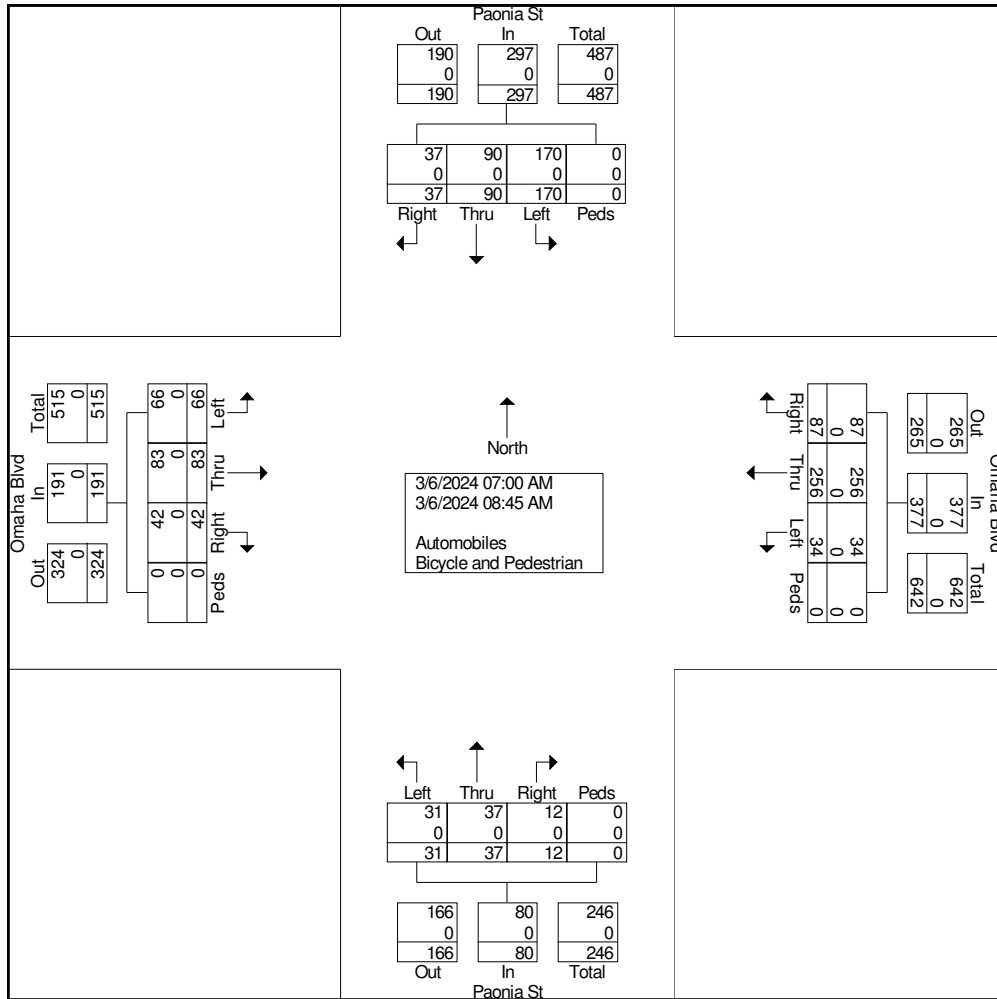 Paonia St
Out In Total
190 297 487
0 0 0
190 297 487
37 90 170 0
0 0 0 0
37 90 170 0
Right Thru Left Peds
Omaha Blvd
Total In Out
515 191 324
0 0 0
515 191 324
66 83 42 0
0 0 0 0
66 83 42 0
Left Thru Right Peds
North
3/6/2024 07:00 AM
3/6/2024 08:45 AM
Automobiles
Bicycle and Pedestrian
Omaha Blvd
Out In Total
265 377 642
0 0 0
265 377 642
87 256 34 0
0 0 0 0
87 256 34 0
Right Thru Left Peds
Left Thru Right Peds
31 37 12 0
0 0 0 0
31 37 12 0
166 80 246
0 0 0
166 80 246
Out In Total
Paonia St